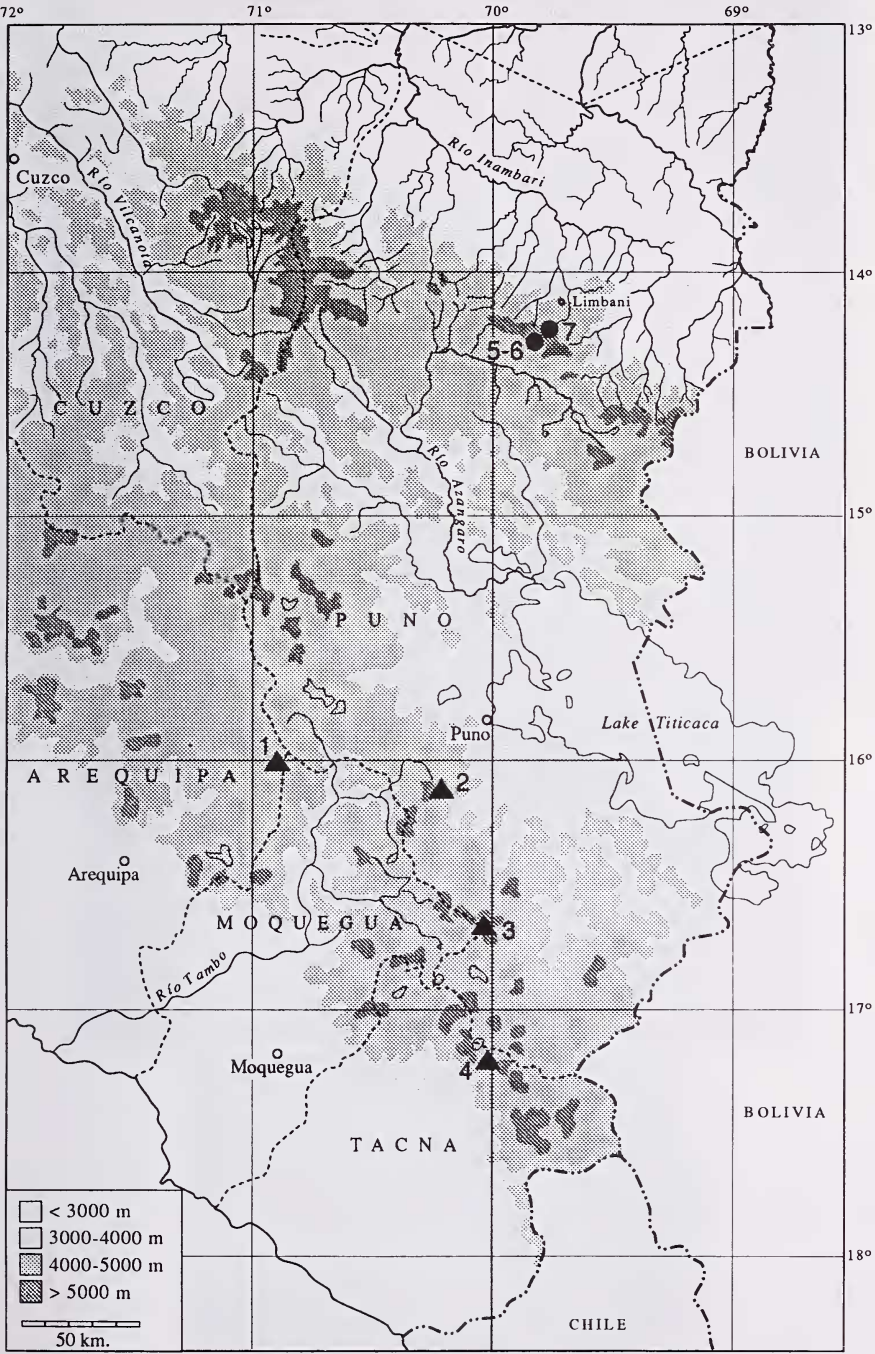 72° 71° 70° 69°
13°
Cuzco
Río Vilcanota
Río Inambari
14°
Limbani
7
5-6
CUZCO
BOLIVIA
Río Azangaro
15°
PUNO
Puno
Lake Titicaca
1
16°
AREQUIPA
2
Arequipa
MOQUEGUA
3
Río Tambo
17°
Moquegua
4
BOLIVIA
TACNA
< 3000 m
3000-4000 m
4000-5000 m
> 5000 m
50 km.
18°
CHILE